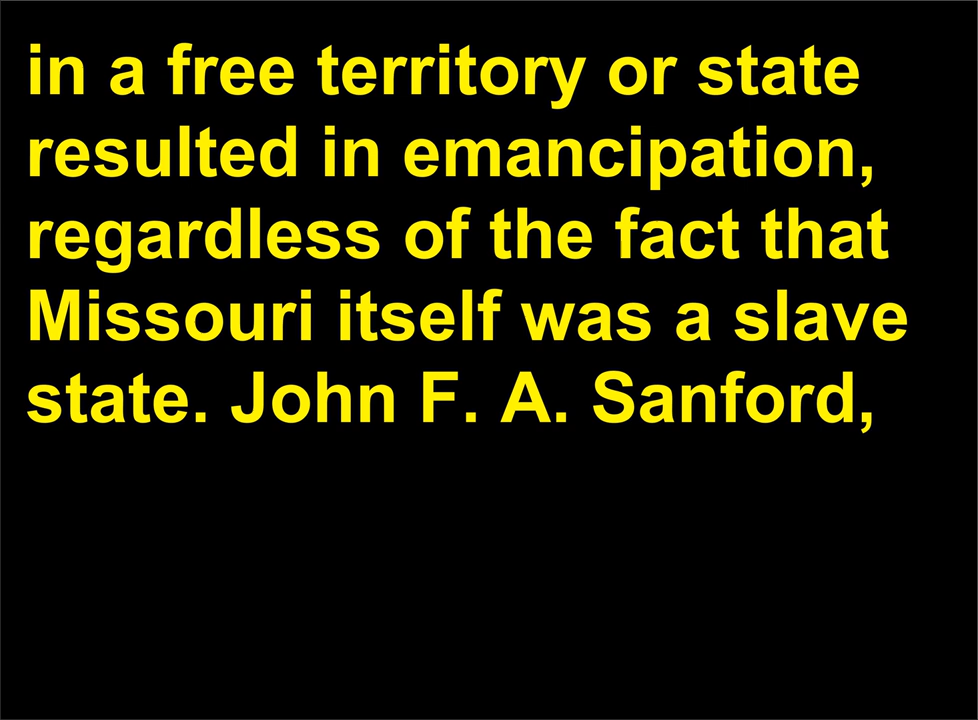 in a free territory or state
resulted in emancipation,
regardless of the fact that
Missouri itself was a slave
state. John F. A. Sanford,